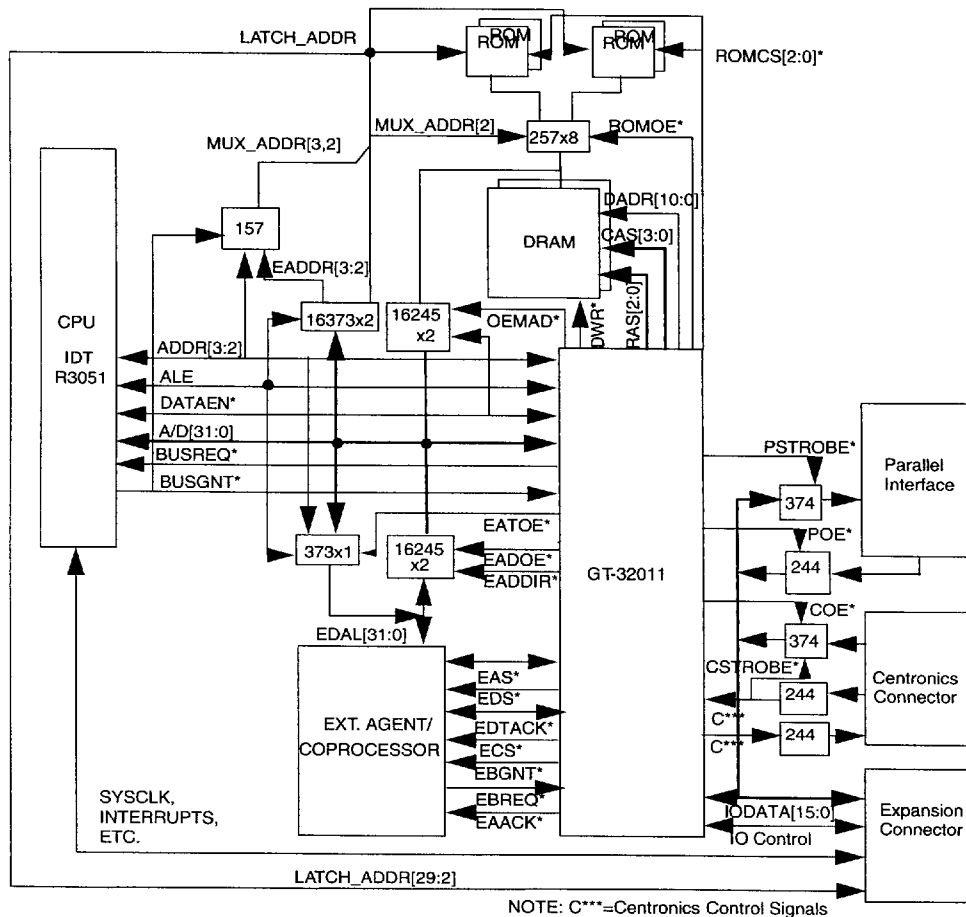 LATCH_ADDR
ROM
ROM
ROM
ROM
ROMCS[2:0]*
MUX_ADDR[2]
257x8
ROMOE*
MUX_ADDR[3,2]
157
DRAM
DADR[10:0]
CAS[3:0]
EADDR[3:2]
16373x2
16245
x2
OEMAD*
DWR*
RAS[2:0]
CPU
IDT
R3051
ADDR[3:2]
ALE
DATAEN*
A/D[31:0]
BUSREQ*
BUSGNT*
PSTROBE*
374
Parallel
Interface
373x1
16245
x2
EATOE*
EADOE*
EADDIR*
GT-32011
POE*
244
COE*
374
EDAL[31:0]
CSTROBE*
244
Centronics
Connector
C***
244
C***
EXT. AGENT/
COPROCESSOR
EAS*
EDS*
EDTACK*
ECS*
EBGNT*
EBREQ*
EAACK*
SYSCLK,
INTERRUPTS,
ETC.
IODATA[15:0]
IO Control
Expansion
Connector
LATCH_ADDR[29:2]
NOTE: C***=Centronics Control Signals